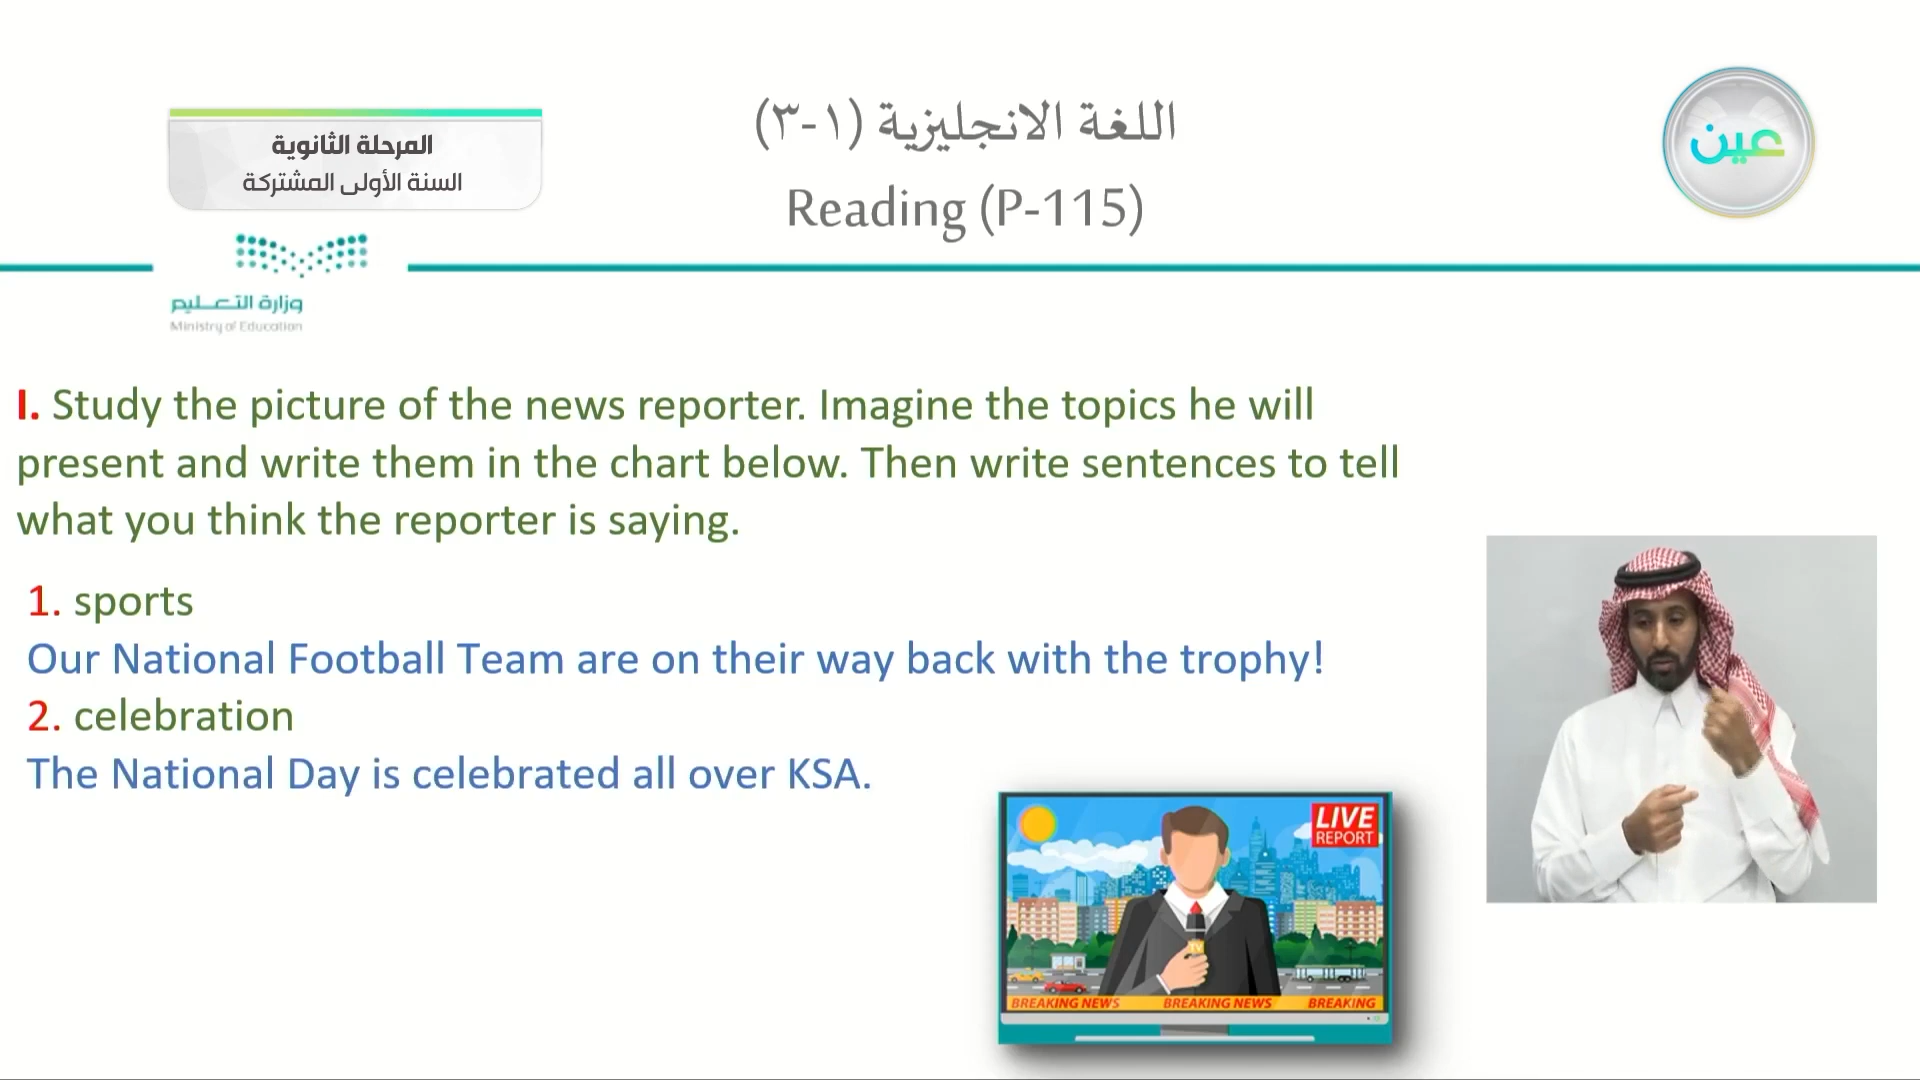 اللغة الانجليزية (١-٣)
Reading (P-115)
المرحلة الثانوية
السنة الأولى المشتركة
عين
وزارة التعليم
Ministry of Education
I. Study the picture of the news reporter. Imagine the topics he will
present and write them in the chart below. Then write sentences to tell
what you think the reporter is saying.
1. sports
Our National Football Team are on their way back with the trophy!
2. celebration
The National Day is celebrated all over KSA.
LIVE
REPORT
TV
BREAKING NEWS BREAKING NEWS BREAKING